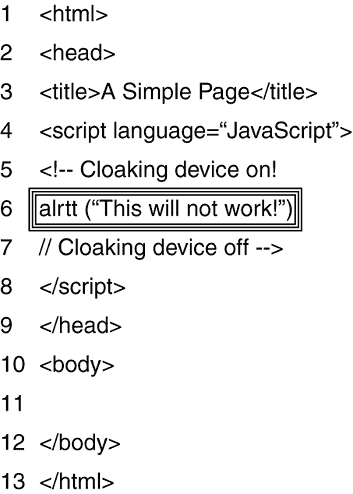 1 <html>
2 <head>
3 <title>A Simple Page</title>
4 <script language=“JavaScript”>
5 <!-- Cloaking device on!
6 alrtt (“This will not work!”)
7 // Cloaking device off -->
8 </script>
9 </head>
10 <body>
11
12 </body>
13 </html>